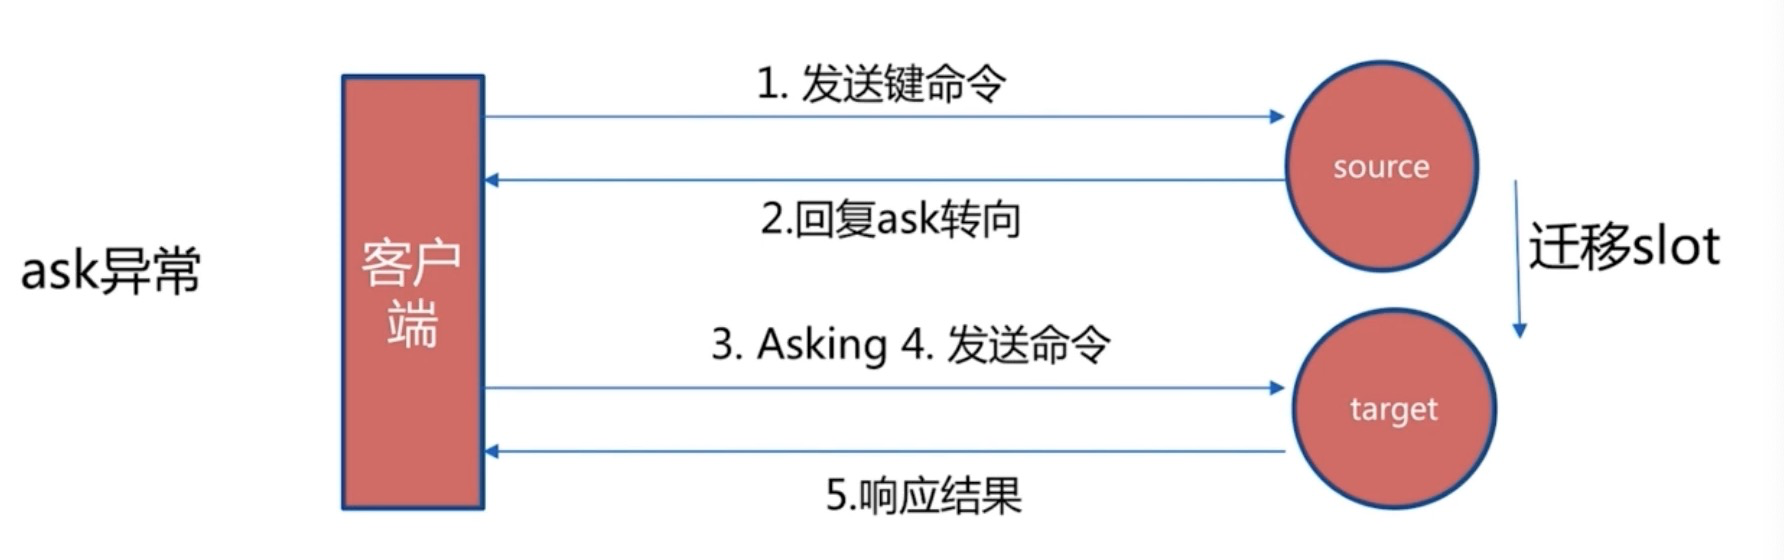 1. 发送键命令
source
2.回复ask转向
迁移slot
ask异常
客户
端
3. Asking 4. 发送命令
target
5.响应结果